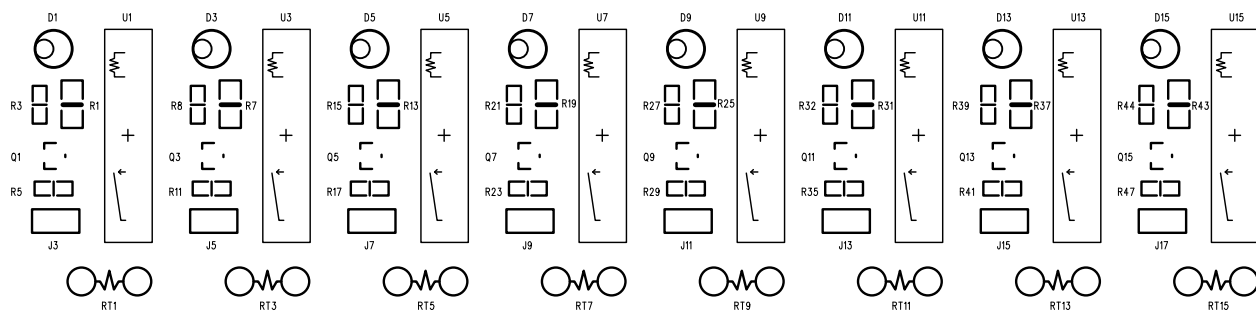 D1 U1 D3 U3 D5 U5 D7 U7 D9 U9 D11 U11 D13 U13 D15 U15
R3 R1 R8 R7 R15 R13 R21 R19 R27 R25 R32 R31 R39 R37 R44 R43
Q1 Q3 Q5 Q7 Q9 Q11 Q13 Q15
R5 R11 R17 R23 R29 R35 R41 R47
J3 J5 J7 J9 J11 J13 J15 J17
RT1 RT3 RT5 RT7 RT9 RT11 RT13 RT15